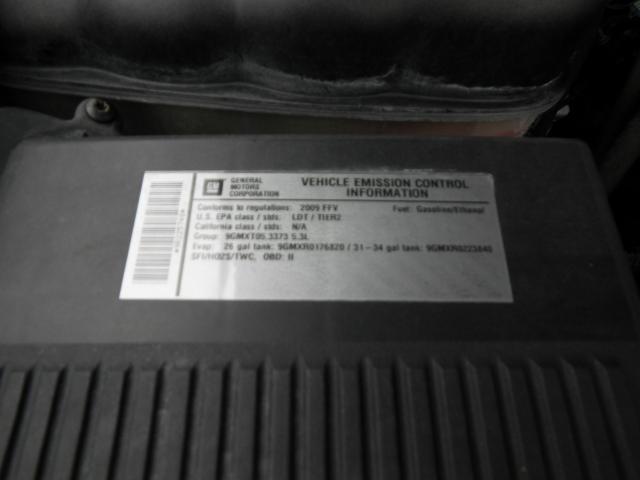 GM GENERAL MOTORS CORPORATION
VEHICLE EMISSION CONTROL INFORMATION
Conforms to regulations: 2009 FFV Fuel: Gasoline/Ethanol
U.S. EPA class / stds: LDT / TIER2
California class / stds: N/A
Group: 9GMXT05.3373 5.3L
Evap: 26 gal tank: 9GMXR0176820 / 31-34 gal tank: 9GMXR0223840
SFI/HO2S/TWC, OBD: II